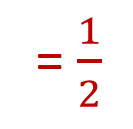 = 1/2